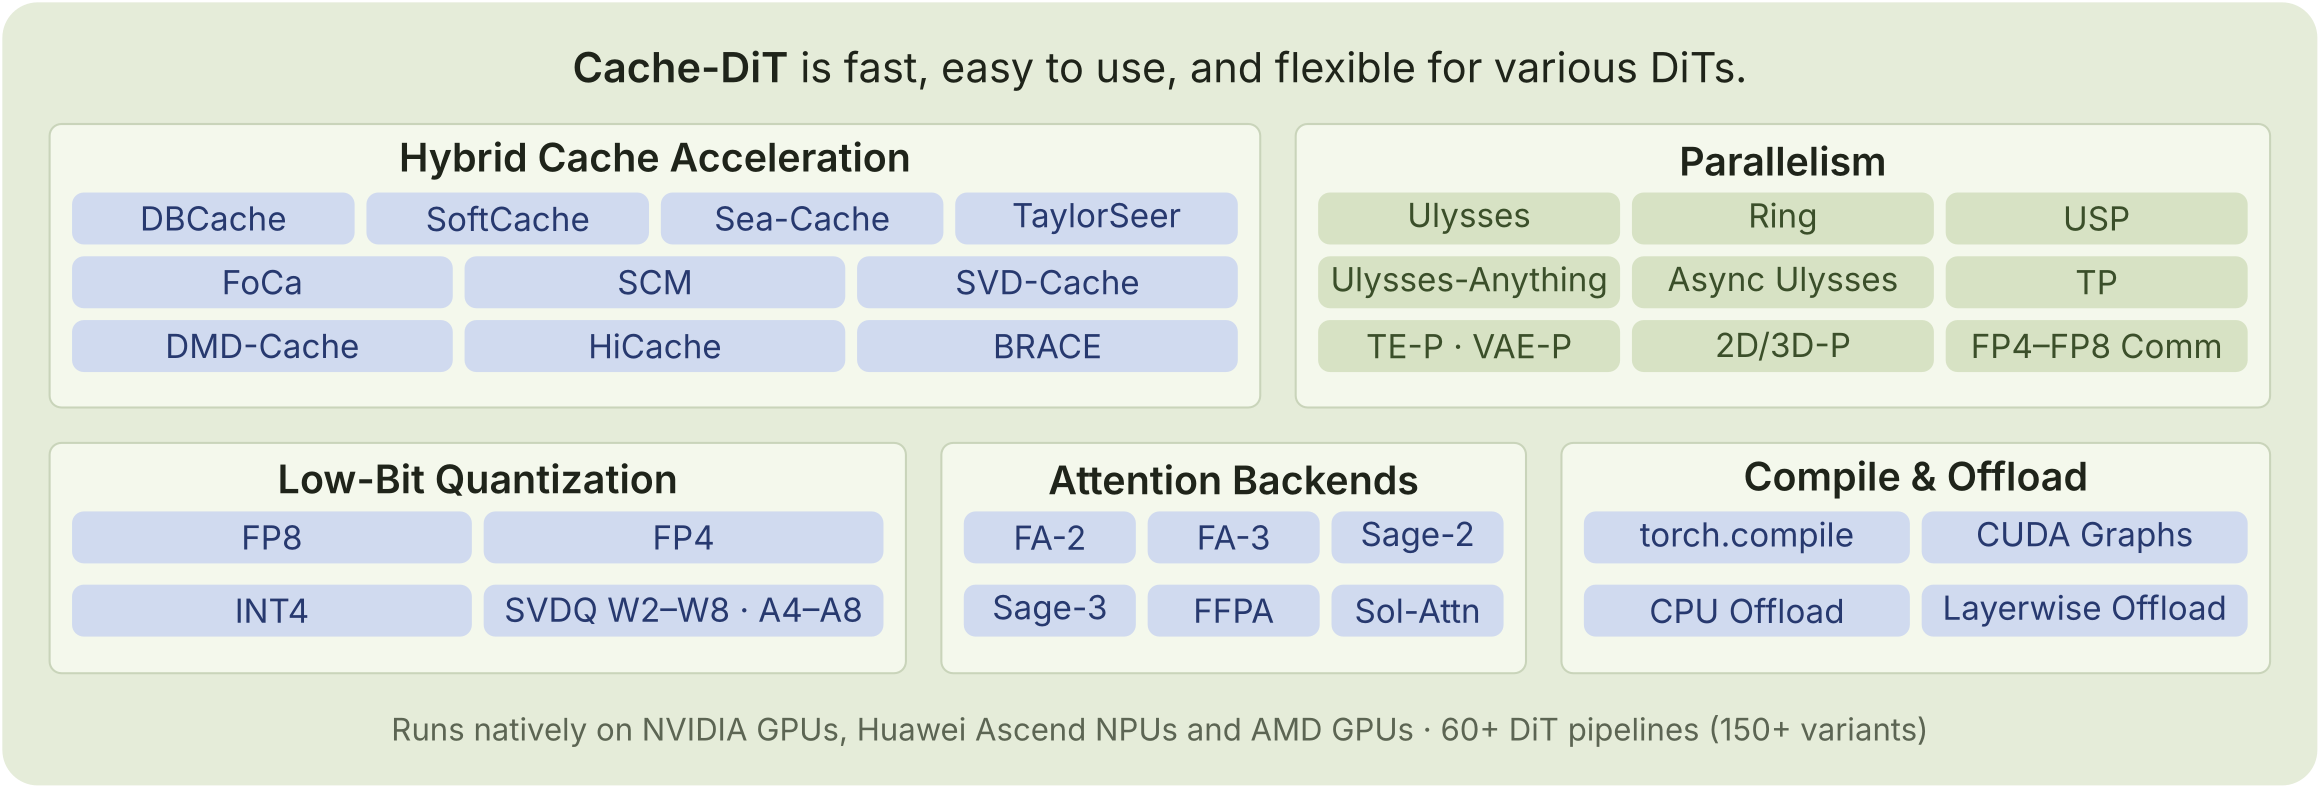 Cache-DiT is fast, easy to use, and flexible for various DiTs.
Hybrid Cache Acceleration
DBCache
SoftCache
Sea-Cache
TaylorSeer
FoCa
SCM
SVD-Cache
DMD-Cache
HiCache
BRACE
Parallelism
Ulysses
Ring
USP
Ulysses-Anything
Async Ulysses
TP
TE-P · VAE-P
2D/3D-P
FP4–FP8 Comm
Low-Bit Quantization
FP8
FP4
INT4
SVDQ W2–W8 · A4–A8
Attention Backends
FA-2
FA-3
Sage-2
Sage-3
FFPA
Sol-Attn
Compile & Offload
torch.compile
CUDA Graphs
CPU Offload
Layerwise Offload
Runs natively on NVIDIA GPUs, Huawei Ascend NPUs and AMD GPUs · 60+ DiT pipelines (150+ variants)